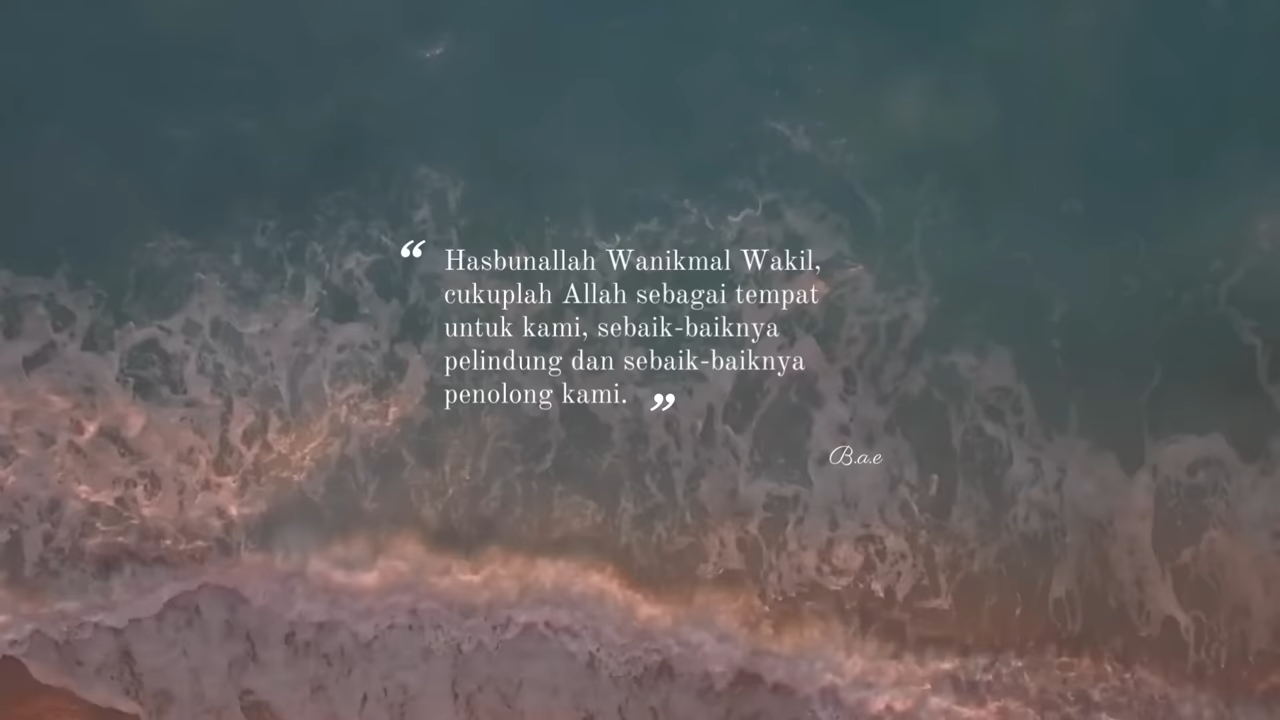 “ Hasbunallah Wanikmal Wakil,
cukuplah Allah sebagai tempat
untuk kami, sebaik-baiknya
pelindung dan sebaik-baiknya
penolong kami. ”
B.a.e